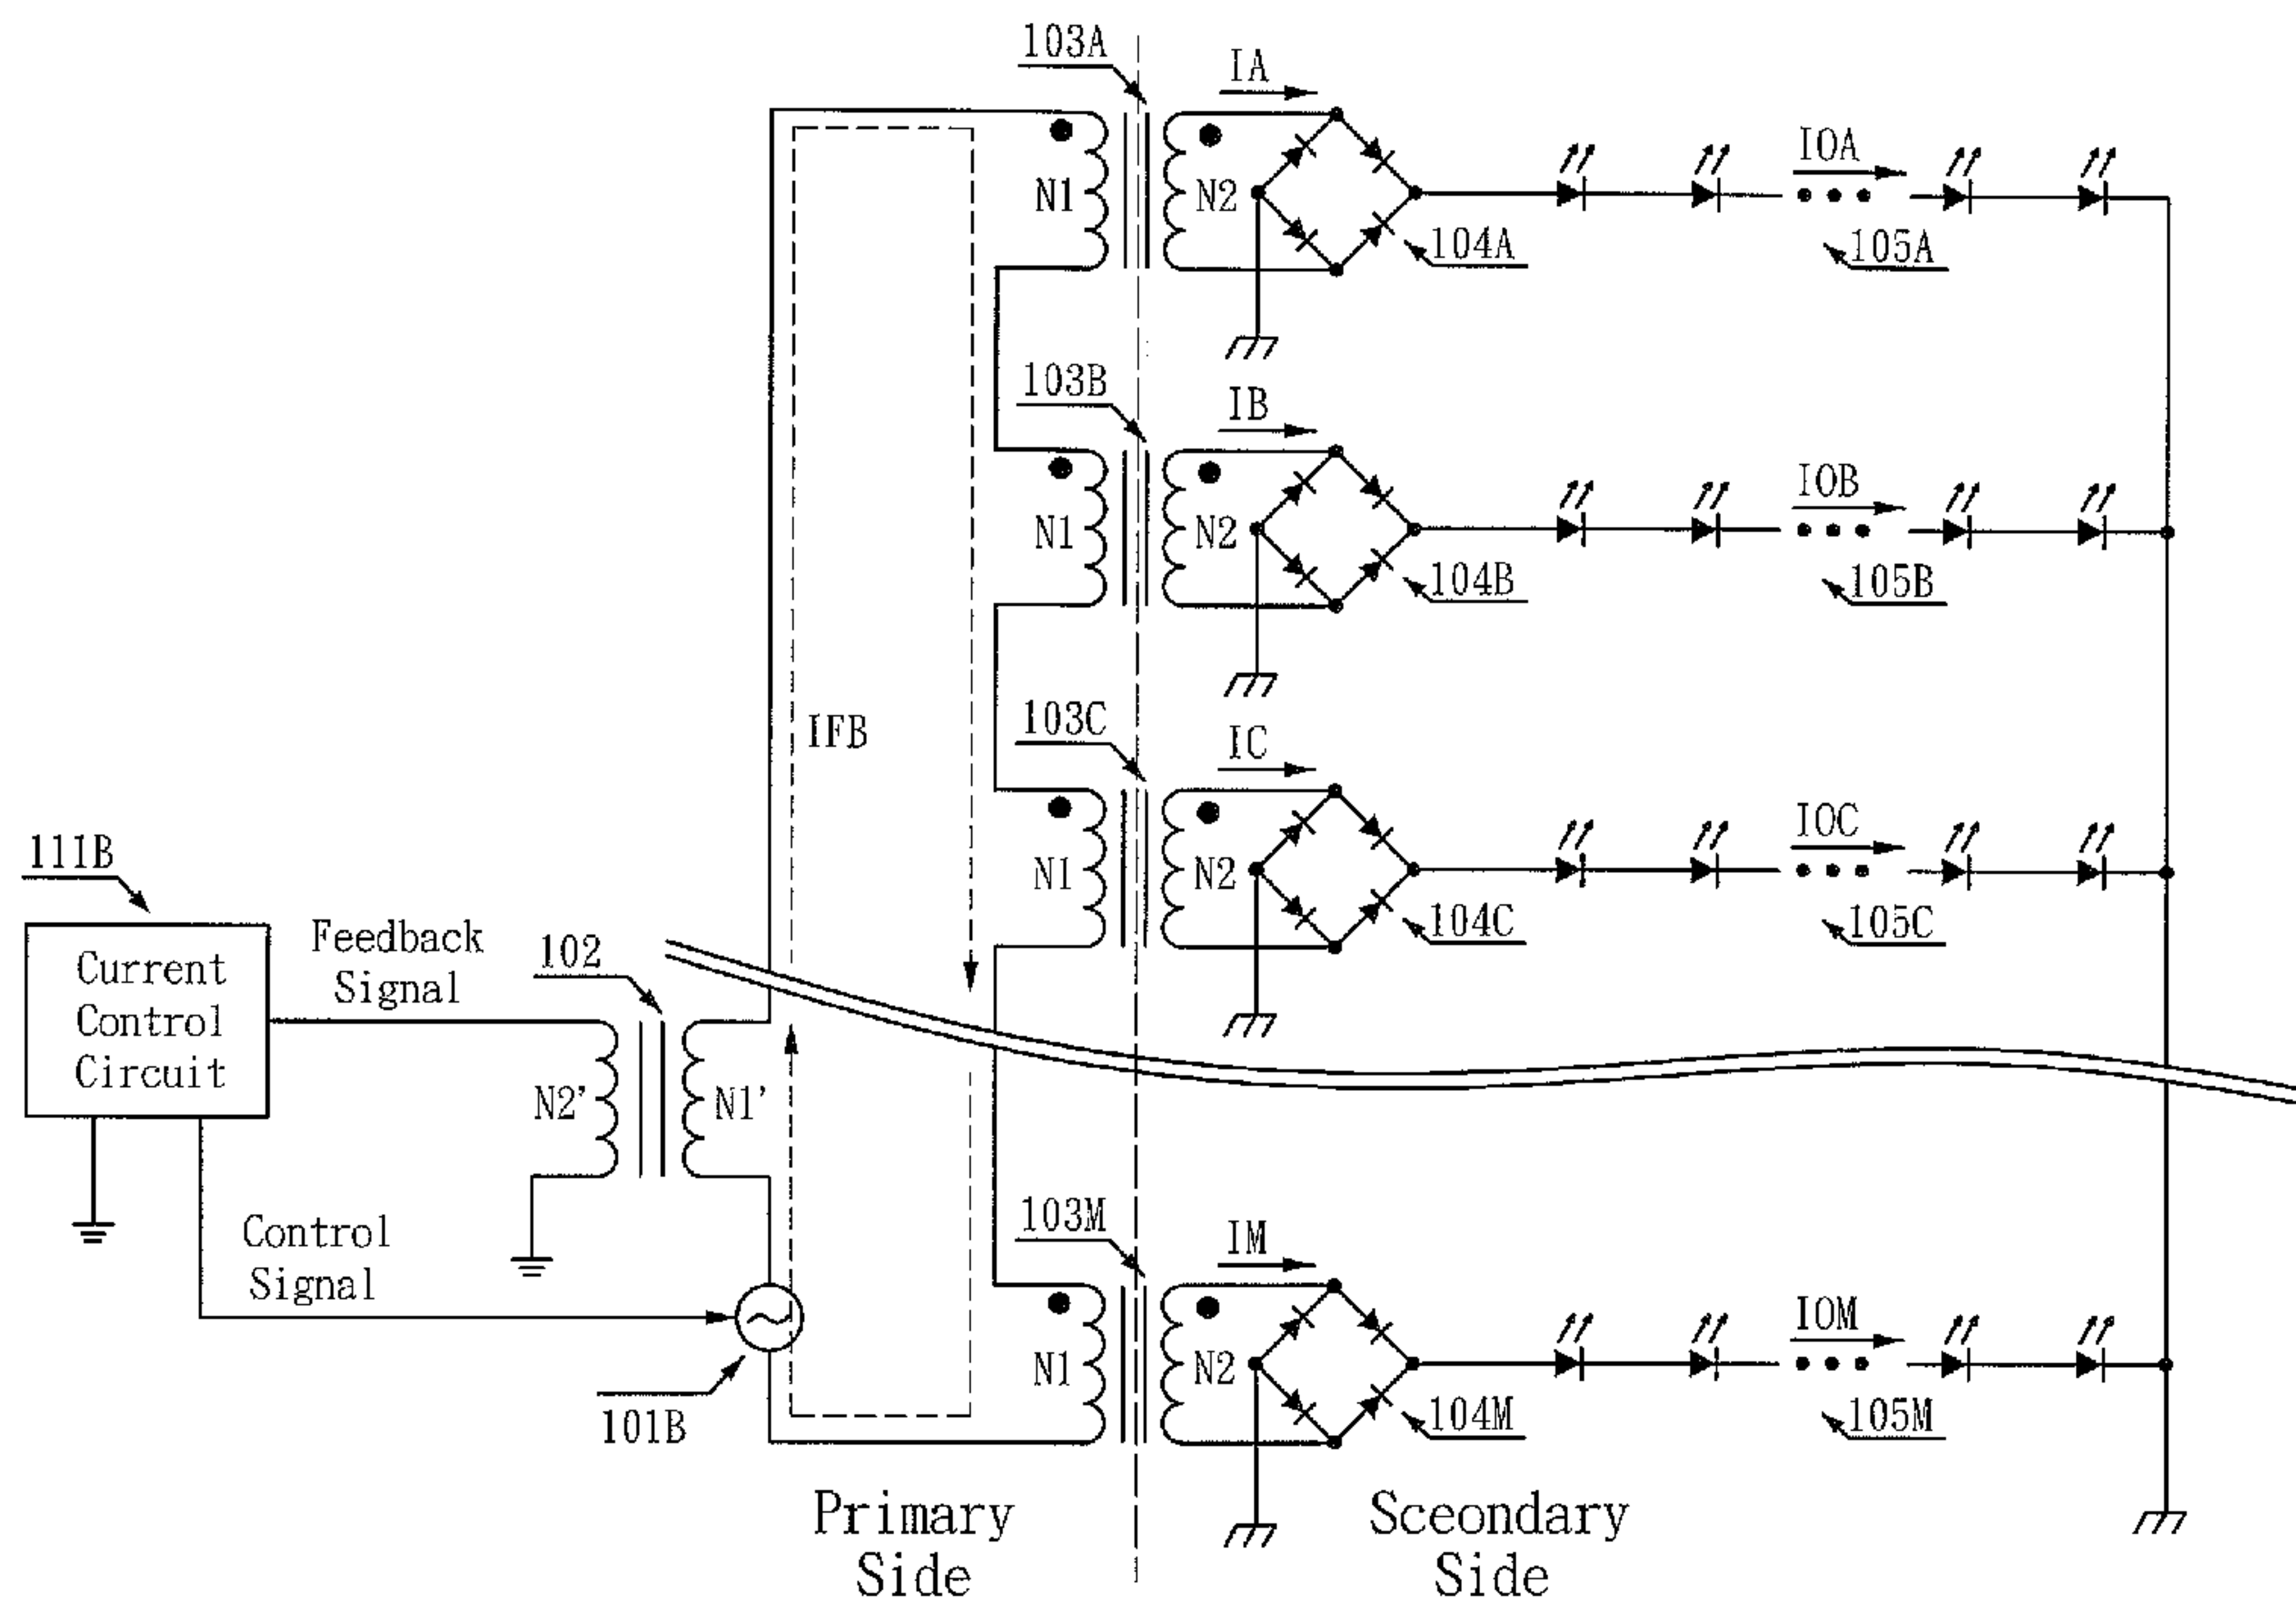 103A
IA
IOA
N1
N2
104A
105A
103B
IB
IOB
N1
N2
104B
105B
103C
IFB
IC
IOC
N1
N2
104C
105C
111B
Current
Control
Circuit
Feedback
Signal
102
N2'
N1'
Control
Signal
101B
103M
IM
IOM
N1
N2
104M
105M
Primary
Side
Sceondary
Side